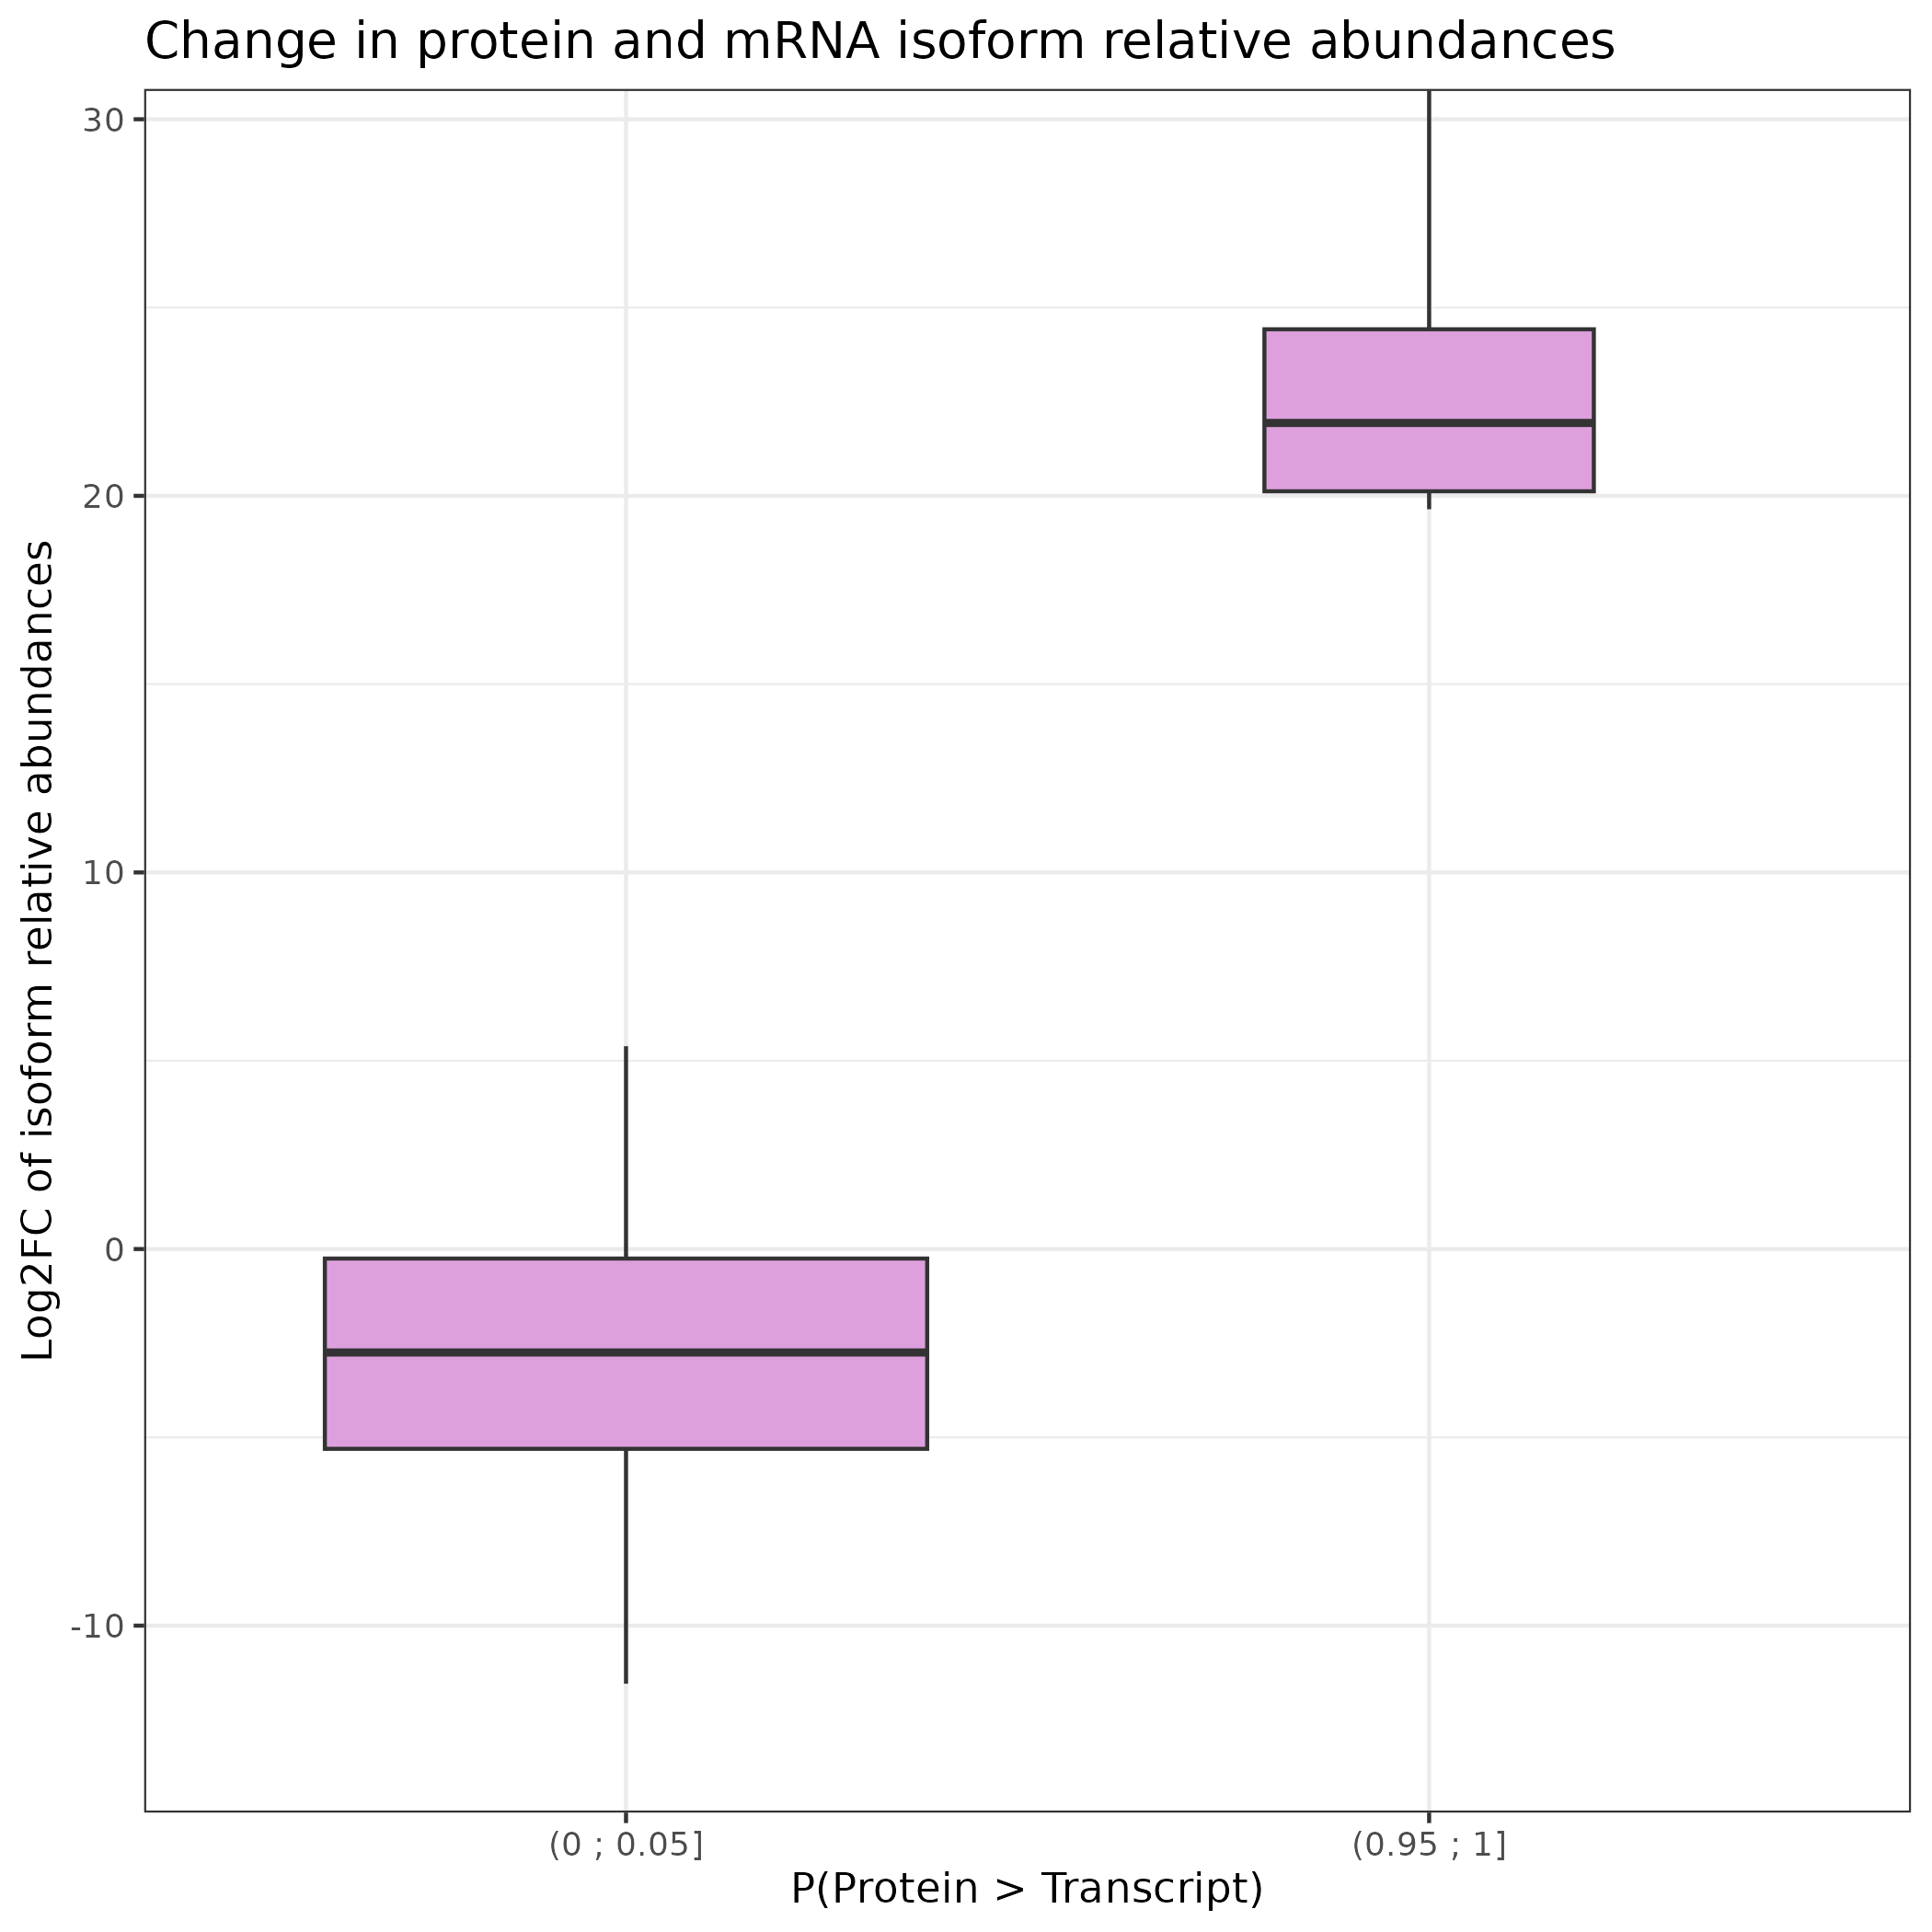 Change in protein and mRNA isoform relative abundances
Log2FC of isoform relative abundances
30
20
10
0
-10
(0 ; 0.05]
(0.95 ; 1]
P(Protein > Transcript)